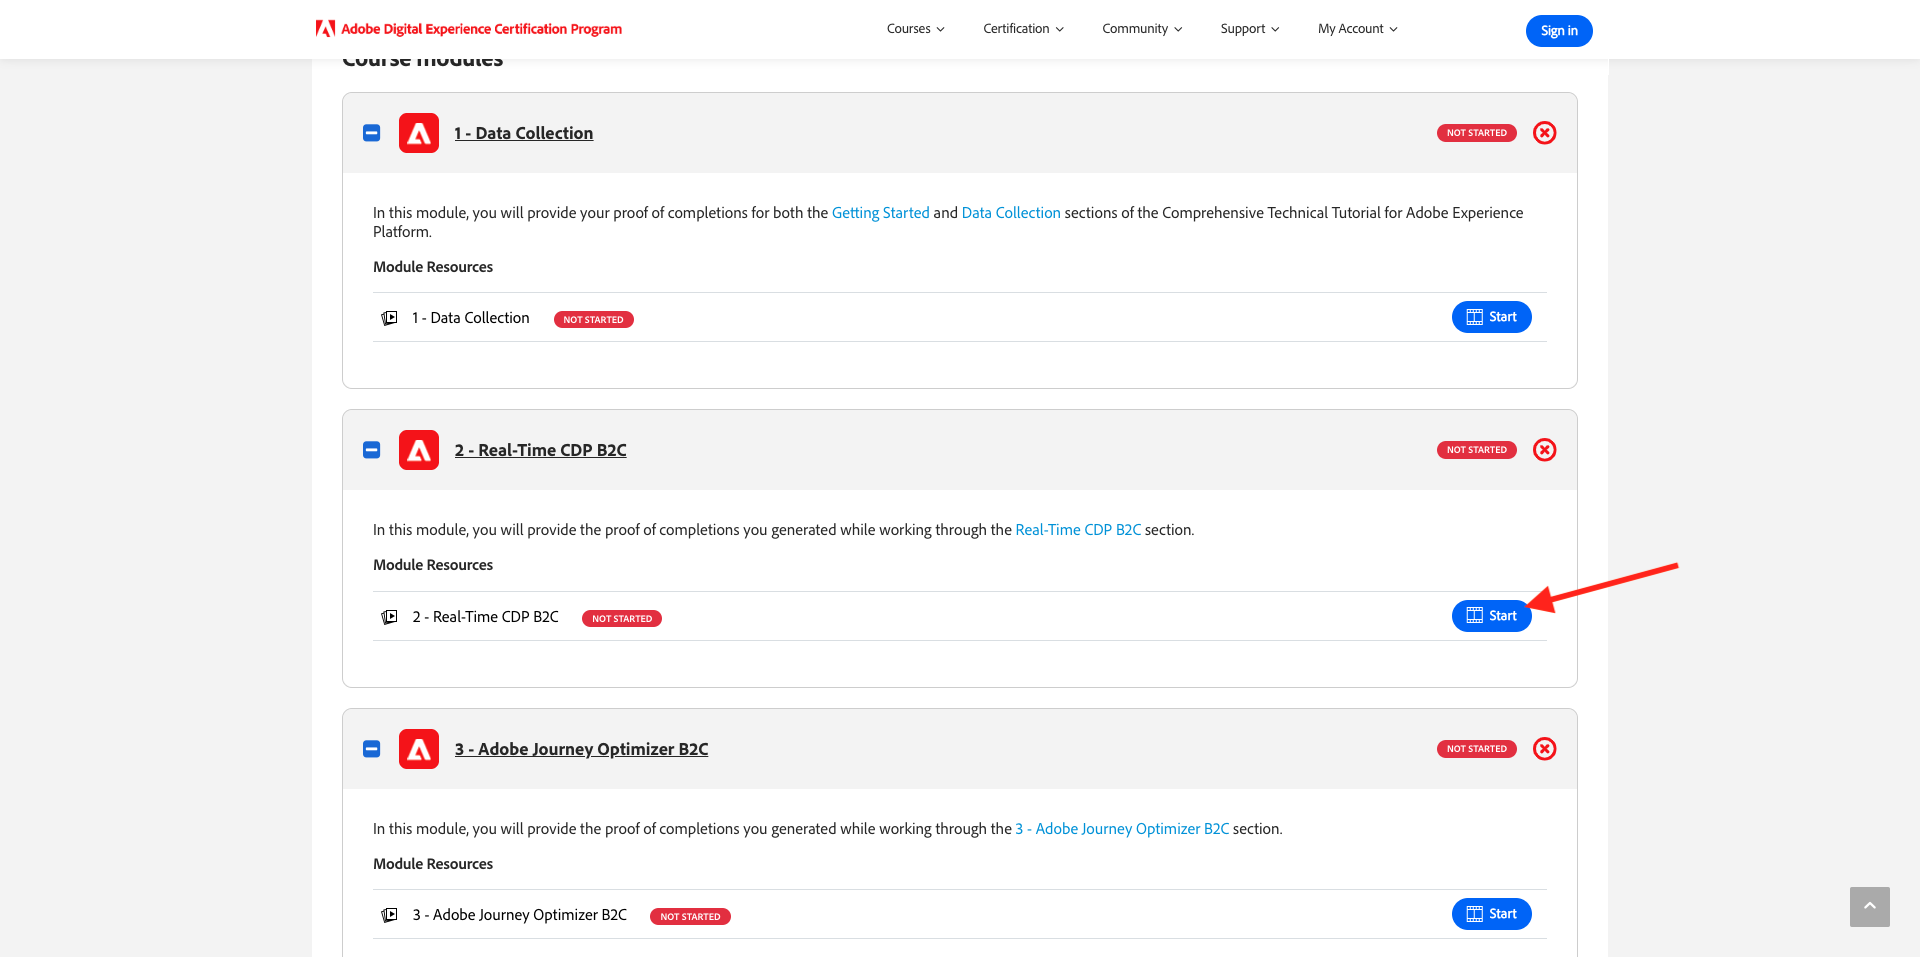 Adobe Digital Experience Certification Program
Courses
Certification
Community
Support
My Account
Sign in
Course modules
1 - Data Collection
NOT STARTED
In this module, you will provide your proof of completions for both the Getting Started and Data Collection sections of the Comprehensive Technical Tutorial for Adobe Experience
Platform.
Module Resources
1 - Data Collection
NOT STARTED
Start
2 - Real-Time CDP B2C
NOT STARTED
In this module, you will provide the proof of completions you generated while working through the Real-Time CDP B2C section.
Module Resources
2 - Real-Time CDP B2C
NOT STARTED
Start
3 - Adobe Journey Optimizer B2C
NOT STARTED
In this module, you will provide the proof of completions you generated while working through the 3 - Adobe Journey Optimizer B2C section.
Module Resources
3 - Adobe Journey Optimizer B2C
NOT STARTED
Start